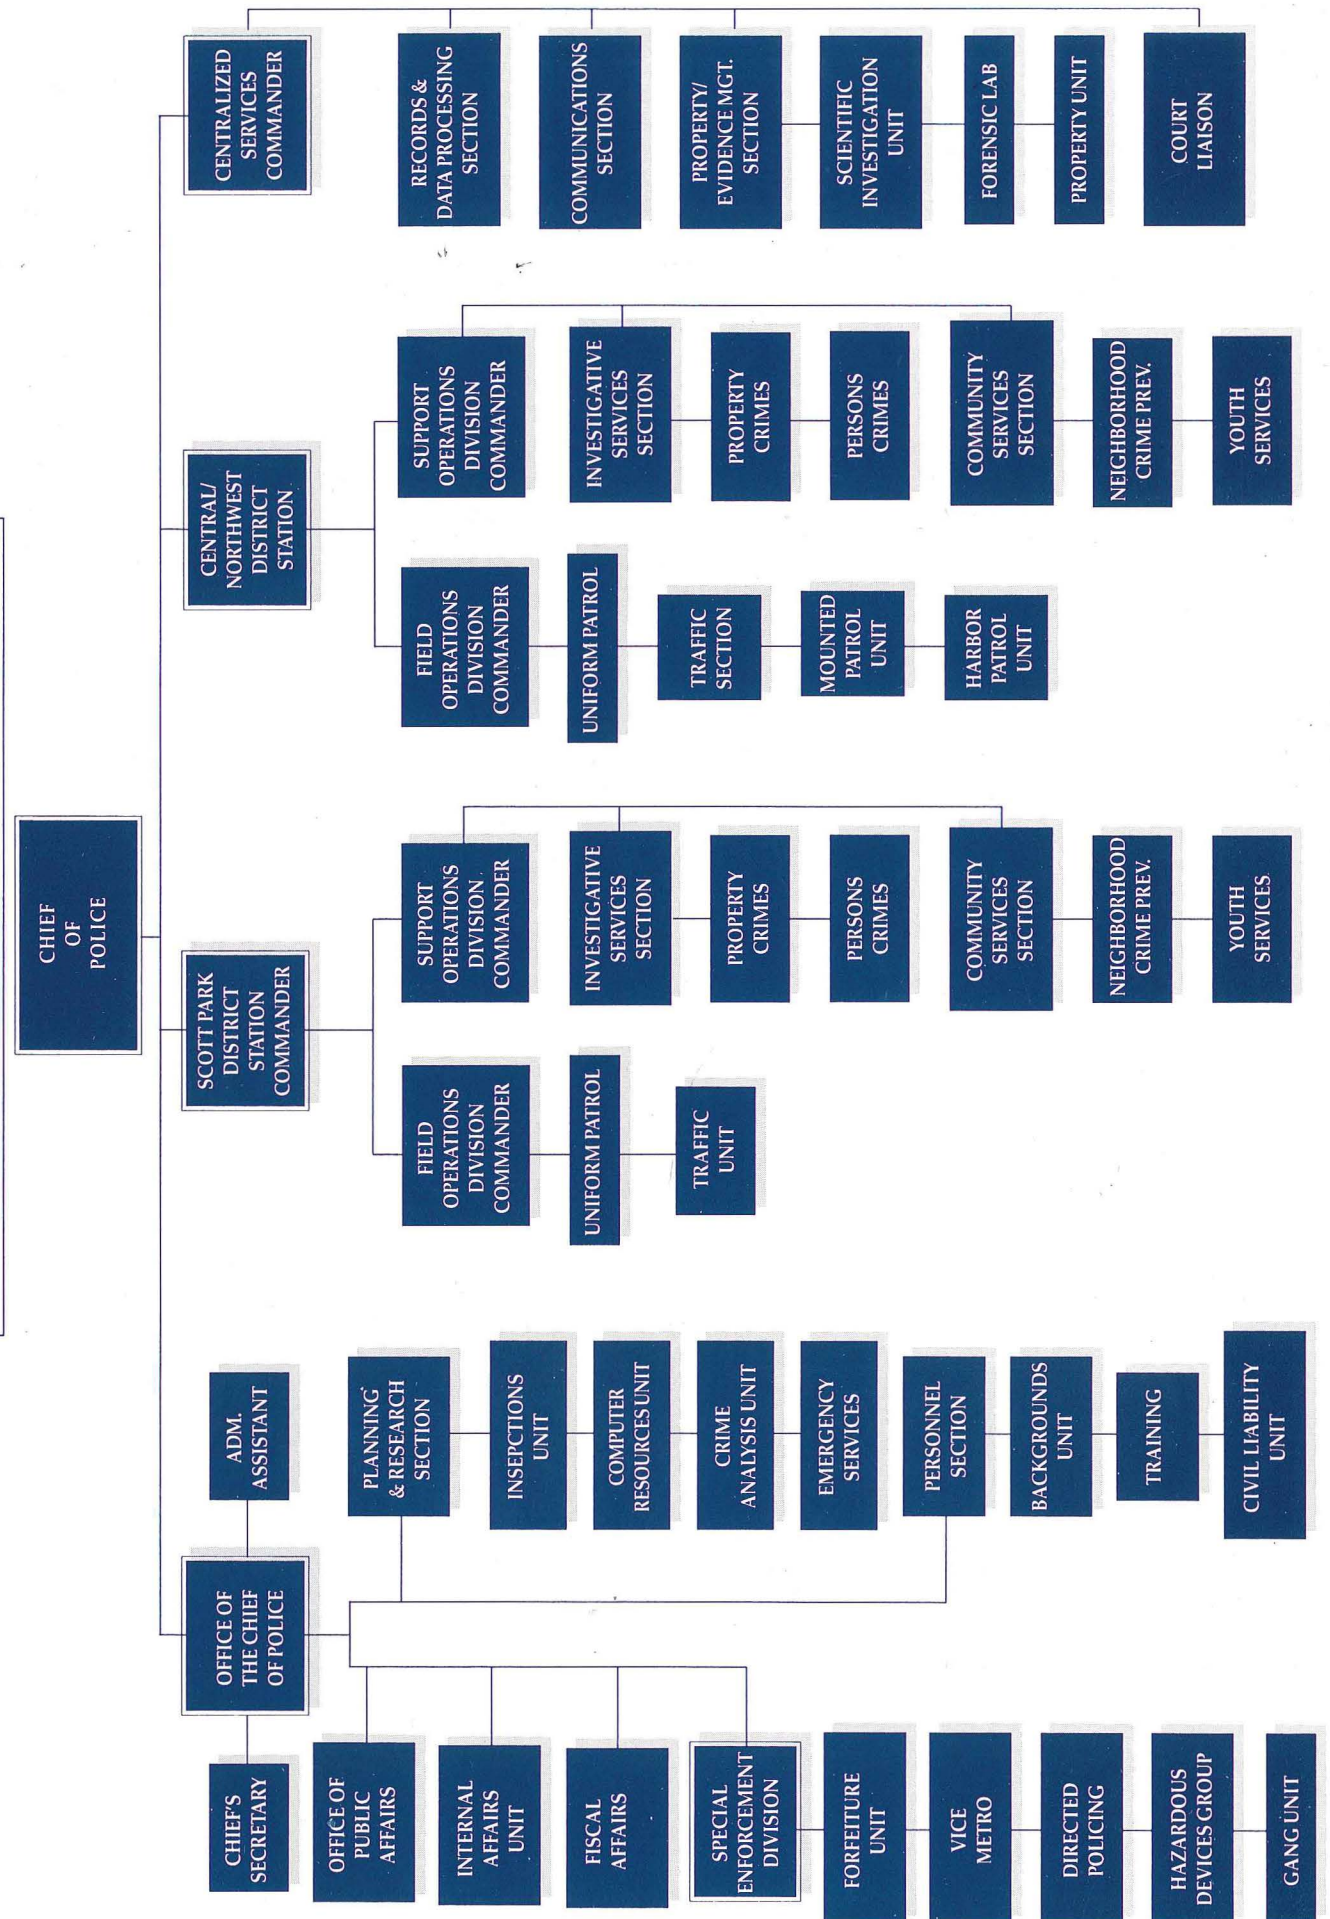 CHIEF
OF
POLICE
OFFICE OF
THE CHIEF
OF POLICE
CHIEF'S
SECRETARY
ADM.
ASSISTANT
OFFICE OF
PUBLIC
AFFAIRS
INTERNAL
AFFAIRS
UNIT
FISCAL
AFFAIRS
SPECIAL
ENFORCEMENT
DIVISION
FORFEITURE
UNIT
VICE
METRO
DIRECTED
POLICING
HAZARDOUS
DEVICES GROUP
GANG UNIT
PLANNING
& RESEARCH
SECTION
INSEPCTIONS
UNIT
COMPUTER
RESOURCES UNIT
CRIME
ANALYSIS UNIT
EMERGENCY
SERVICES
PERSONNEL
SECTION
BACKGROUNDS
UNIT
TRAINING
CIVIL LIABILITY
UNIT
SCOTT PARK
DISTRICT
STATION
COMMANDER
FIELD
OPERATIONS
DIVISION
COMMANDER
UNIFORM PATROL
TRAFFIC
UNIT
SUPPORT
OPERATIONS
DIVISION
COMMANDER
INVESTIGATIVE
SERVICES
SECTION
PROPERTY
CRIMES
PERSONS
CRIMES
COMMUNITY
SERVICES
SECTION
NEIGHBORHOOD
CRIME PREV.
YOUTH
SERVICES
CENTRAL/
NORTHWEST
DISTRICT
STATION
FIELD
OPERATIONS
DIVISION
COMMANDER
UNIFORM PATROL
TRAFFIC
SECTION
MOUNTED
PATROL
UNIT
HARBOR
PATROL
UNIT
SUPPORT
OPERATIONS
DIVISION
COMMANDER
INVESTIGATIVE
SERVICES
SECTION
PROPERTY
CRIMES
PERSONS
CRIMES
COMMUNITY
SERVICES
SECTION
NEIGHBORHOOD
CRIME PREV.
YOUTH
SERVICES
CENTRALIZED
SERVICES
COMMANDER
RECORDS &
DATA PROCESSING
SECTION
COMMUNICATIONS
SECTION
PROPERTY/
EVIDENCE MGT.
SECTION
SCIENTIFIC
INVESTIGATION
UNIT
FORENSIC LAB
PROPERTY UNIT
COURT
LIAISON